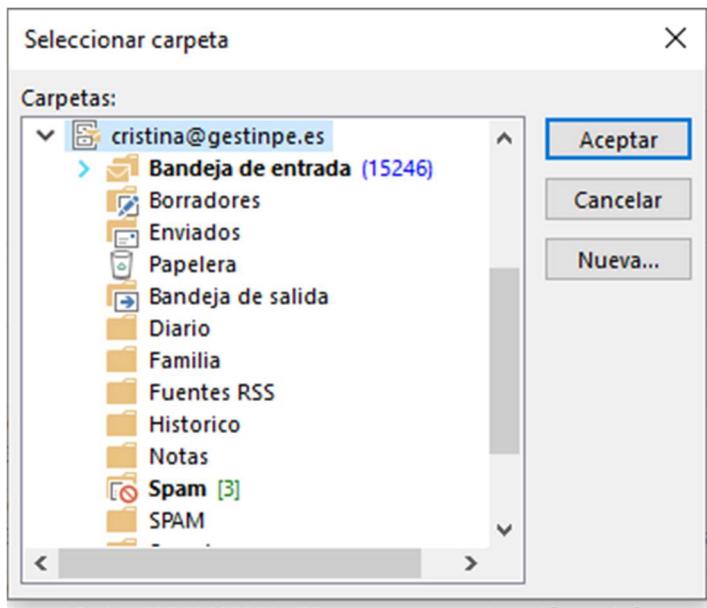 Seleccionar carpeta
Carpetas:
cristina@gestinpe.es
Bandeja de entrada (15246)
Borradores
Enviados
Papelera
Bandeja de salida
Diario
Familia
Fuentes RSS
Historico
Notas
Spam [3]
SPAM
Aceptar
Cancelar
Nueva...